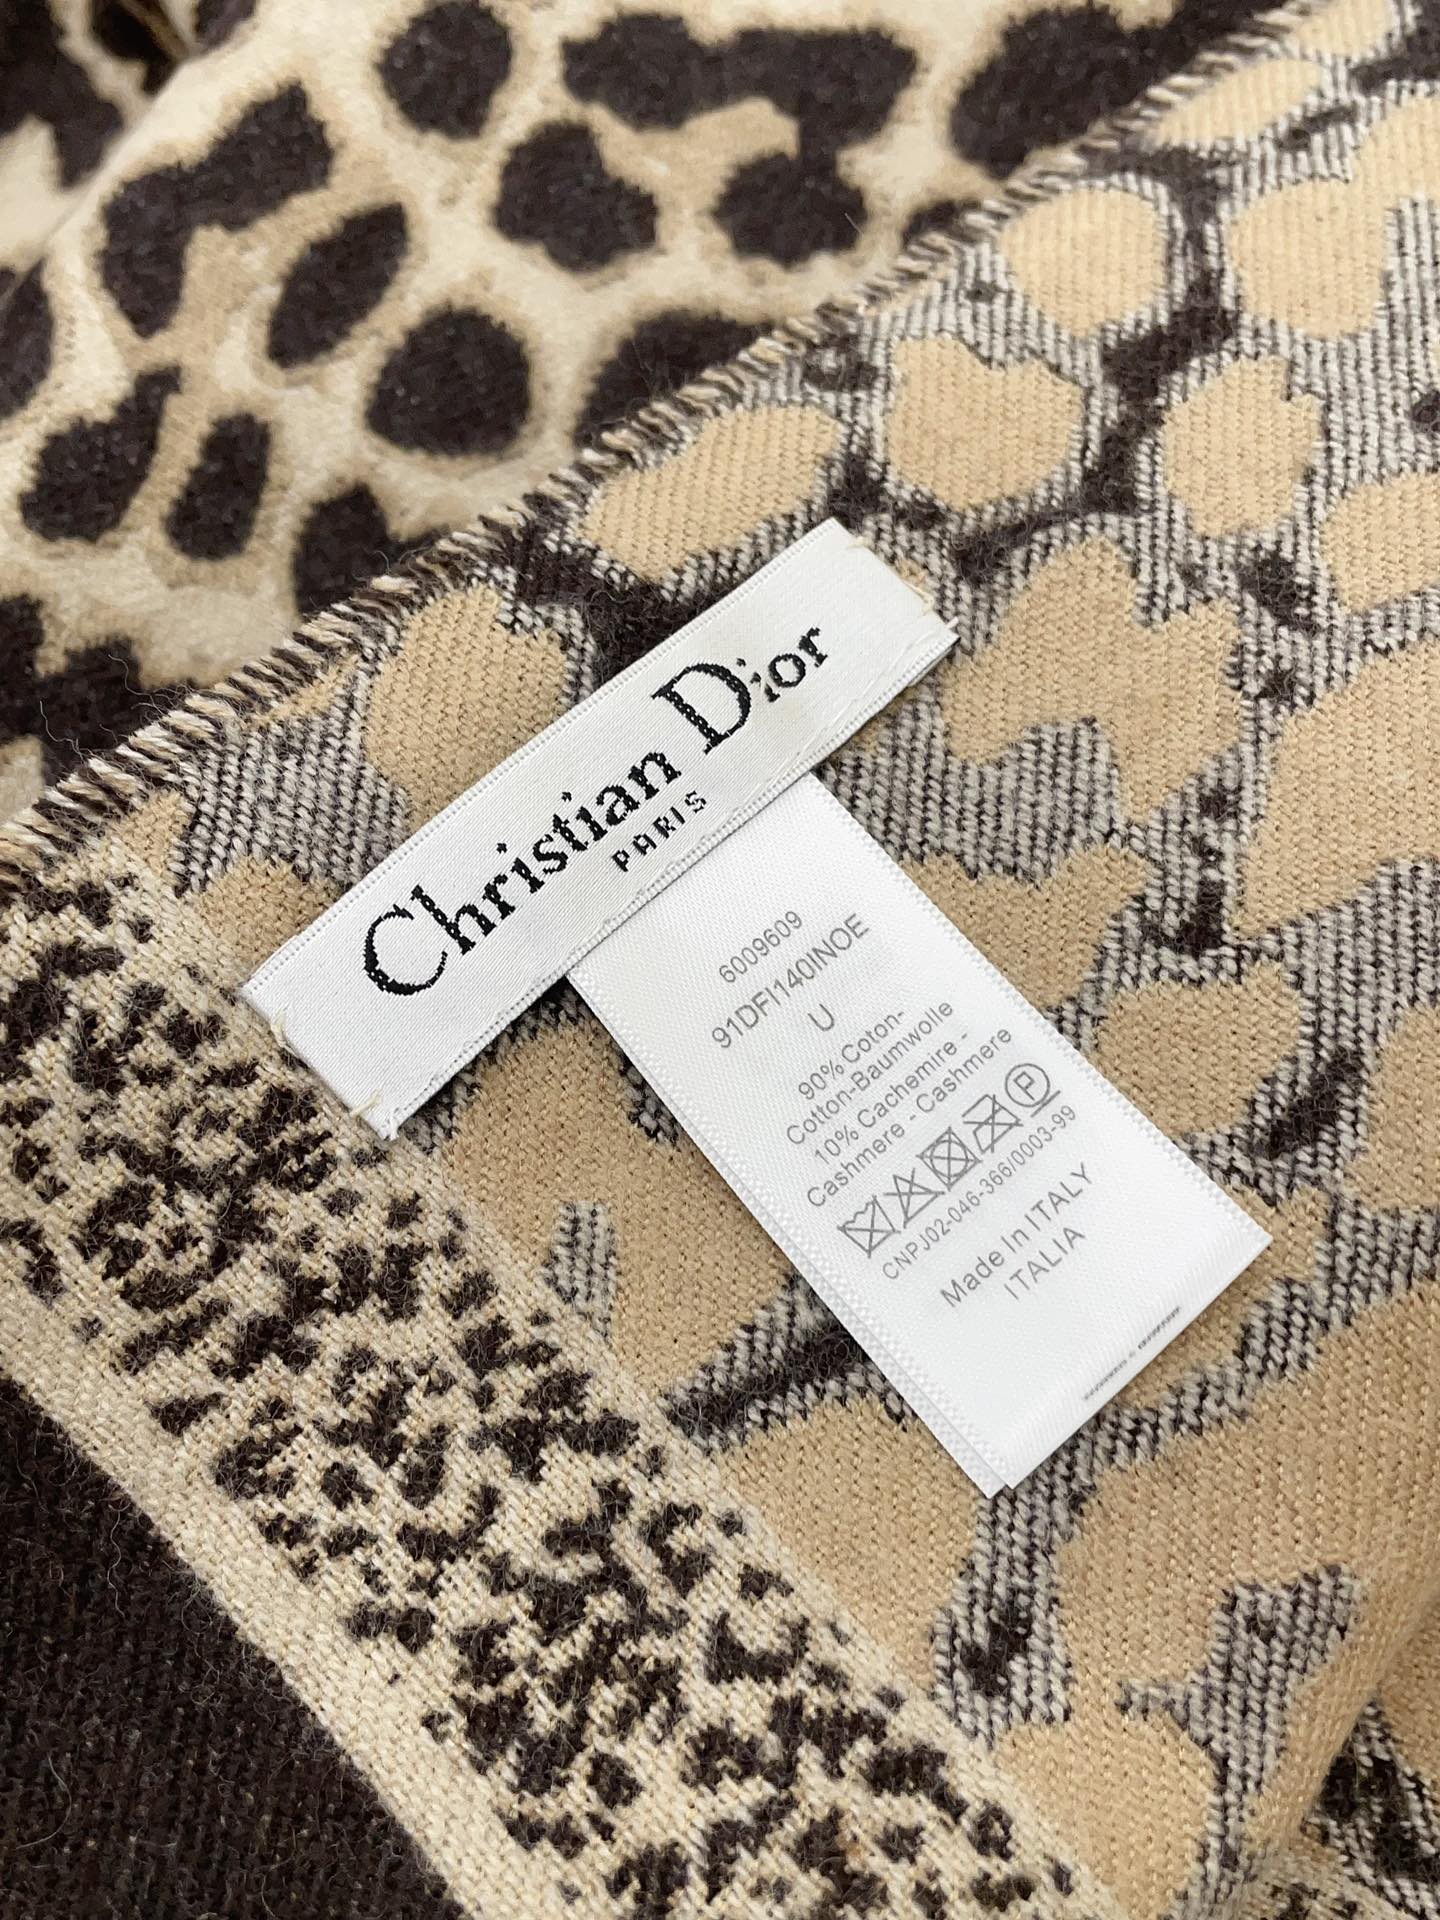 Christian Dior
PARIS
6009609
91DFI140INOE
U
90%Coton-
Cotton-Baumwolle
10% Cachemire -
Cashmere - Cashmere
P
CNPJ02-046-366/0003-99
Made In ITALY
ITALIA